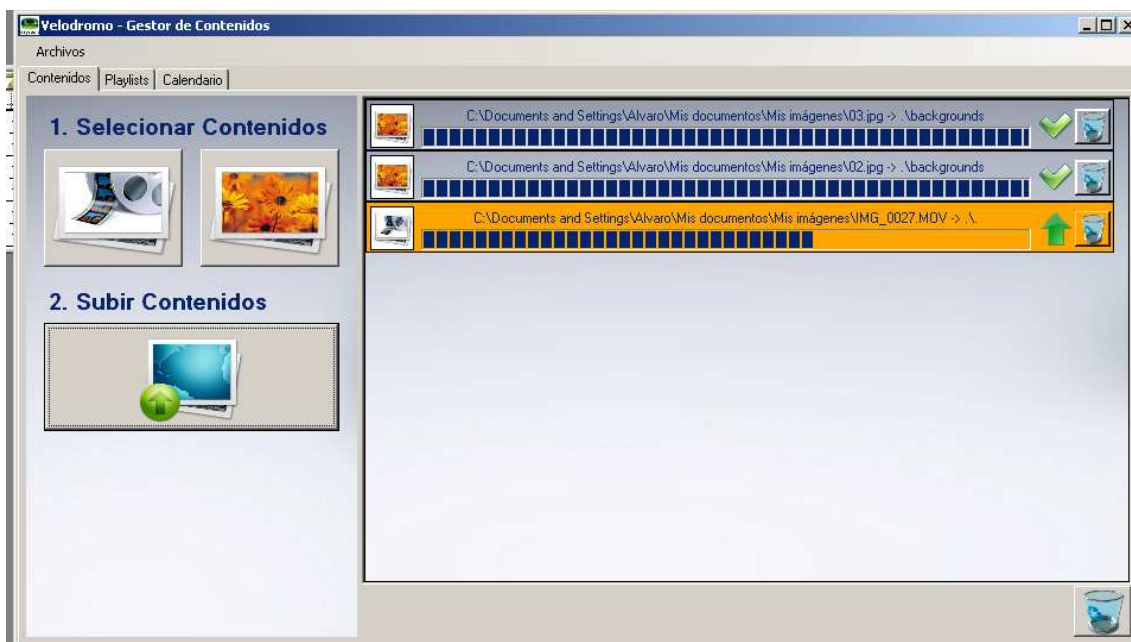 Velodromo - Gestor de Contenidos
Archivos
Contenidos Playlists Calendario
1. Selecionar Contenidos
2. Subir Contenidos
C:\Documents and Settings\Alvaro\Mis documentos\Mis imágenes\03.jpg -> .\backgrounds
C:\Documents and Settings\Alvaro\Mis documentos\Mis imágenes\02.jpg -> .\backgrounds
C:\Documents and Settings\Alvaro\Mis documentos\Mis imágenes\IMG_0027.MOV -> .\.